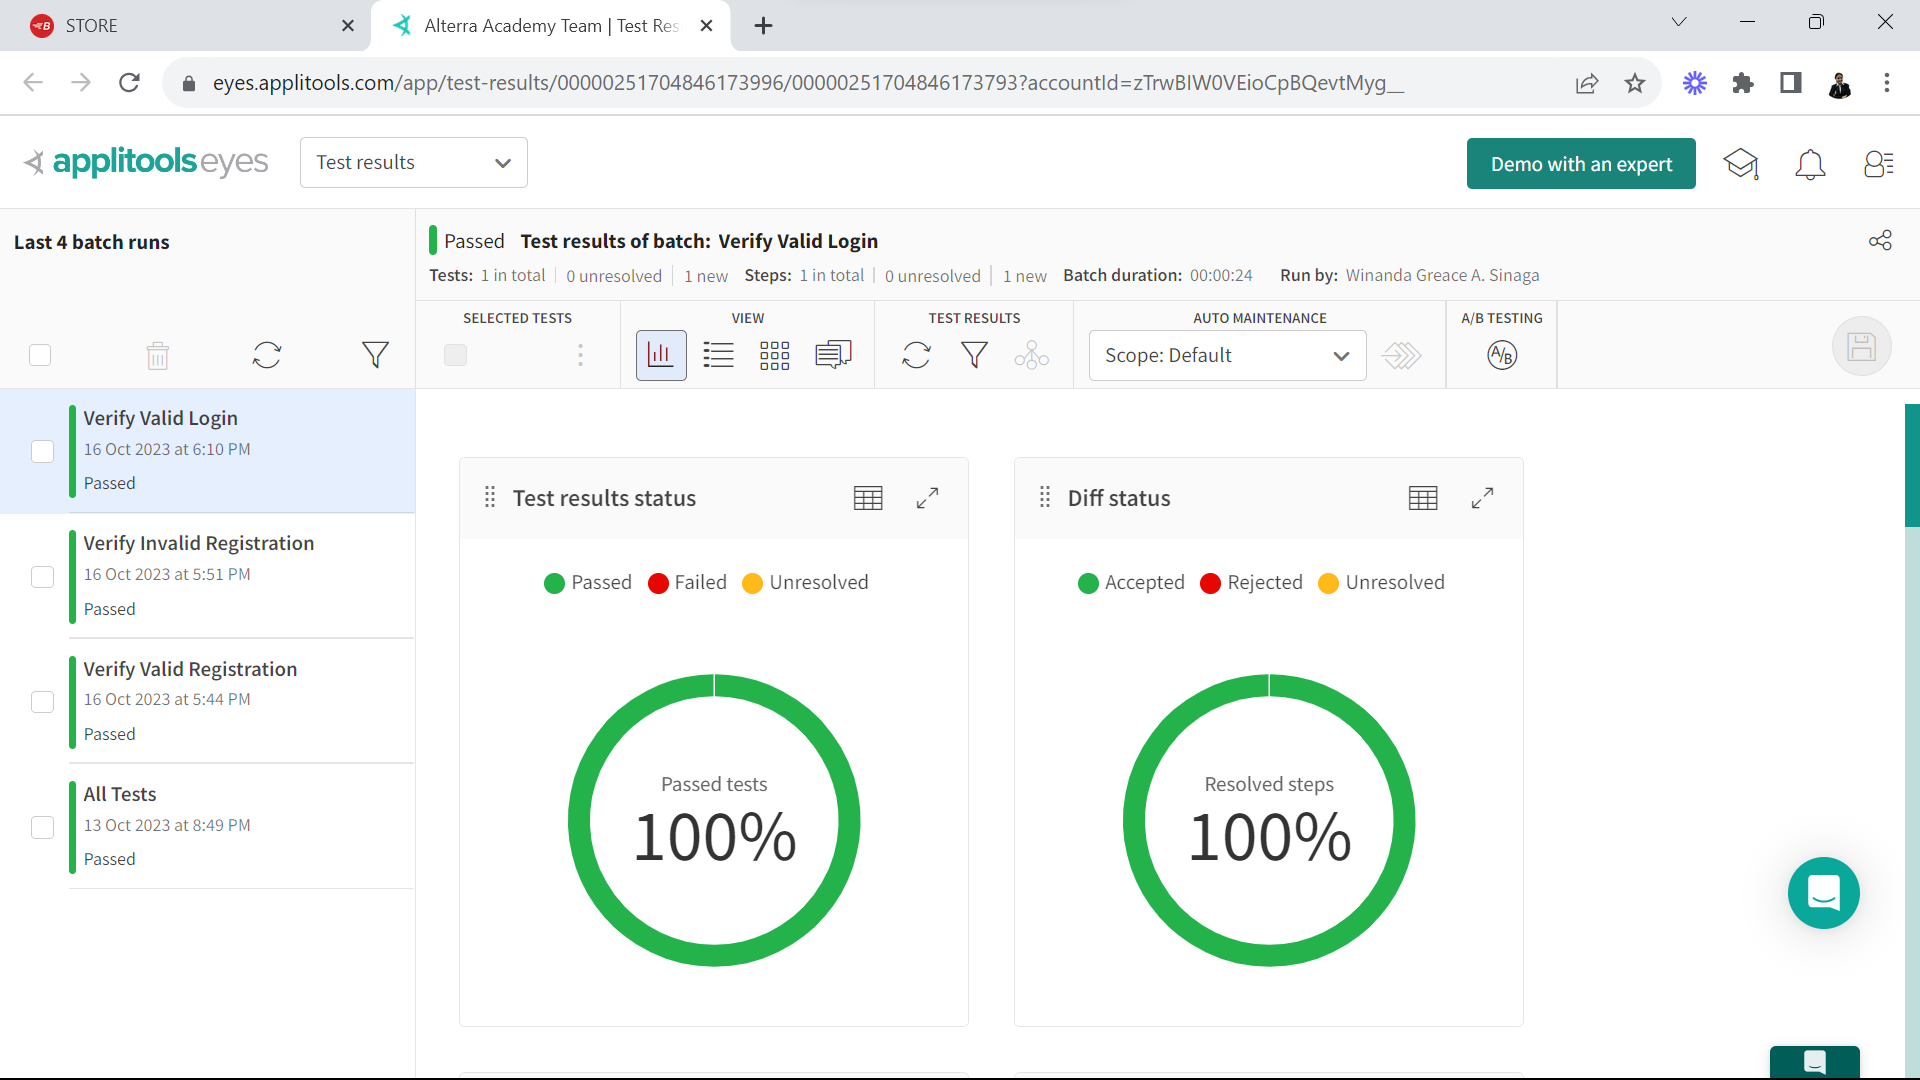 STORE
Alterra Academy Team | Test Res
eyes.applitools.com/app/test-results/00000251704846173996/00000251704846173793?accountId=zTrwBIW0VEioCpBQevtMyg__
applitools eyes
Test results
Demo with an expert
Last 4 batch runs
Passed Test results of batch: Verify Valid Login
Tests: 1 in total 0 unresolved 1 new Steps: 1 in total 0 unresolved 1 new Batch duration: 00:00:24 Run by: Winanda Greace A. Sinaga
SELECTED TESTS VIEW TEST RESULTS AUTO MAINTENANCE A/B TESTING
Scope: Default
A/B
Verify Valid Login
16 Oct 2023 at 6:10 PM
Passed
Verify Invalid Registration
16 Oct 2023 at 5:51 PM
Passed
Verify Valid Registration
16 Oct 2023 at 5:44 PM
Passed
All Tests
13 Oct 2023 at 8:49 PM
Passed
Test results status
Passed Failed Unresolved
Passed tests
100%
Diff status
Accepted Rejected Unresolved
Resolved steps
100%